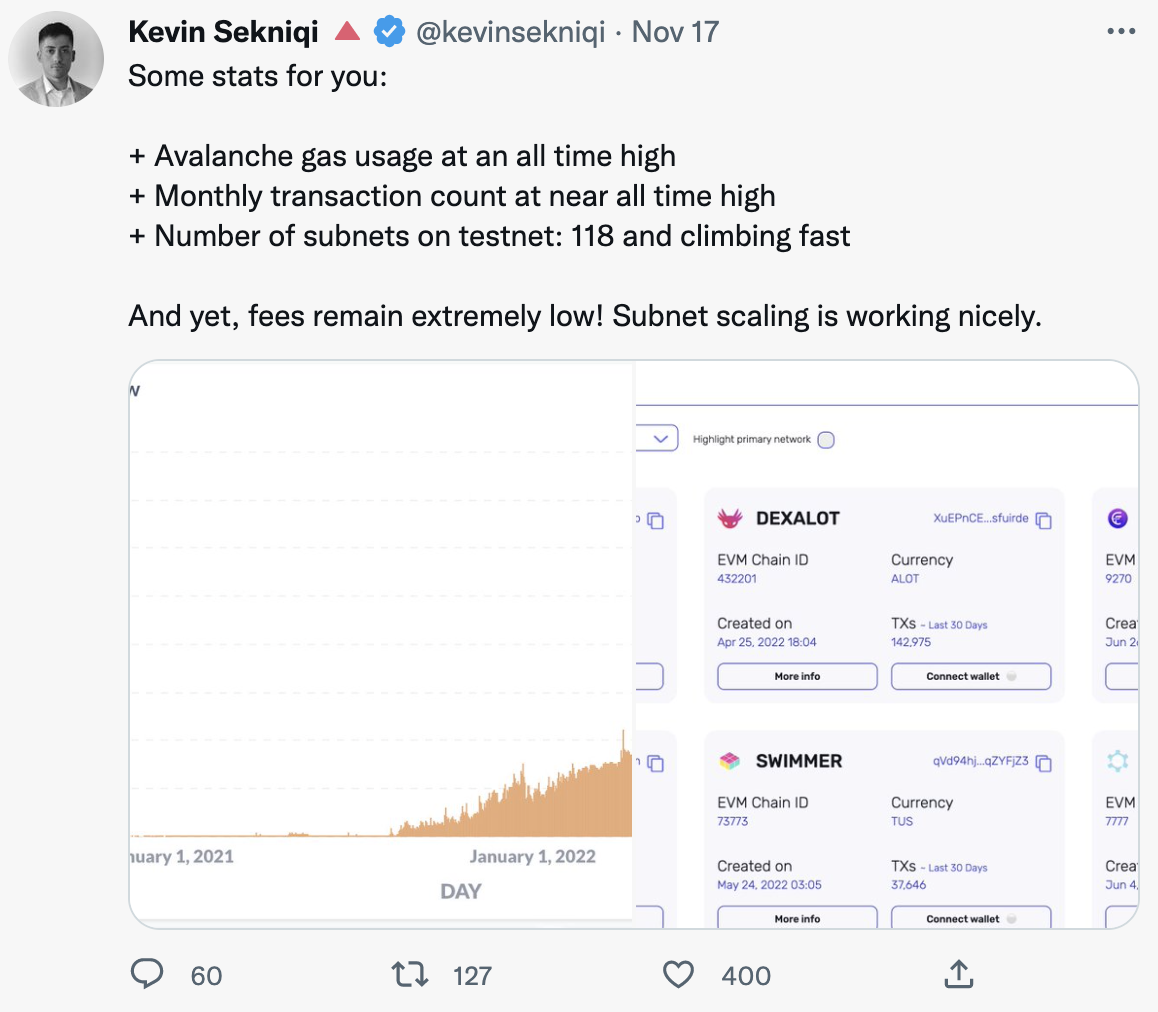 Kevin Sekniqi 🔺 @kevinsekniqi · Nov 17
Some stats for you:
+ Avalanche gas usage at an all time high
+ Monthly transaction count at near all time high
+ Number of subnets on testnet: 118 and climbing fast
And yet, fees remain extremely low! Subnet scaling is working nicely.
w
nuary 1, 2021
January 1, 2022
DAY
Highlight primary network
DEXALOT
XuEPnCE...sfuirde
EVM Chain ID
Currency
432201
ALOT
Created on
TXs - Last 30 Days
Apr 25, 2022 18:04
142,975
More info
Connect wallet
EVM
9270
Crea
Jun 2
SWIMMER
qVd94hj...qZYFjZ3
EVM Chain ID
Currency
73773
TUS
Created on
TXs - Last 30 Days
May 24, 2022 03:05
37,646
More info
Connect wallet
EVM
7777
Crea
Jun 4,
60
127
400